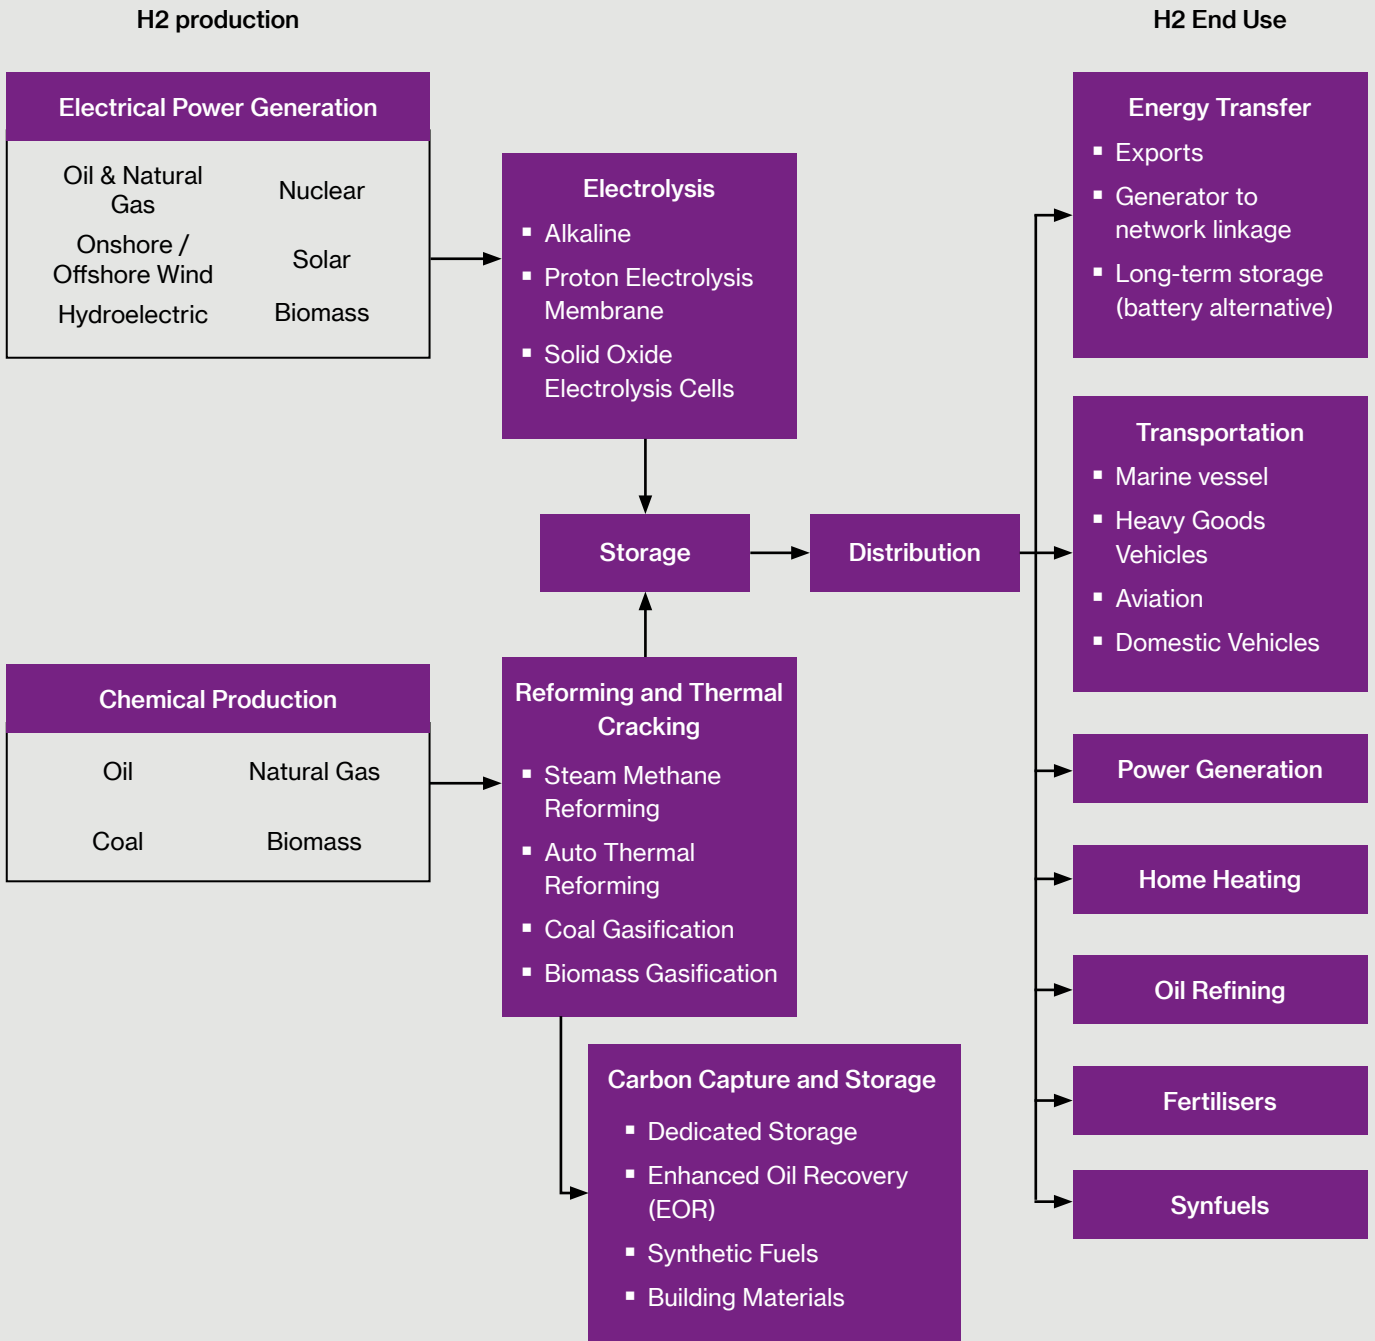 H2 production
H2 End Use
Electrical Power Generation
Oil & Natural
Gas
Nuclear
Onshore /
Offshore Wind
Solar
Hydroelectric
Biomass
Electrolysis
▪ Alkaline
▪ Proton Electrolysis
Membrane
▪ Solid Oxide
Electrolysis Cells
Storage
Distribution
Chemical Production
Oil
Natural Gas
Coal
Biomass
Reforming and Thermal
Cracking
▪ Steam Methane
Reforming
▪ Auto Thermal
Reforming
▪ Coal Gasification
▪ Biomass Gasification
Carbon Capture and Storage
▪ Dedicated Storage
▪ Enhanced Oil Recovery
(EOR)
▪ Synthetic Fuels
▪ Building Materials
Energy Transfer
▪ Exports
▪ Generator to
network linkage
▪ Long-term storage
(battery alternative)
Transportation
▪ Marine vessel
▪ Heavy Goods
Vehicles
▪ Aviation
▪ Domestic Vehicles
Power Generation
Home Heating
Oil Refining
Fertilisers
Synfuels